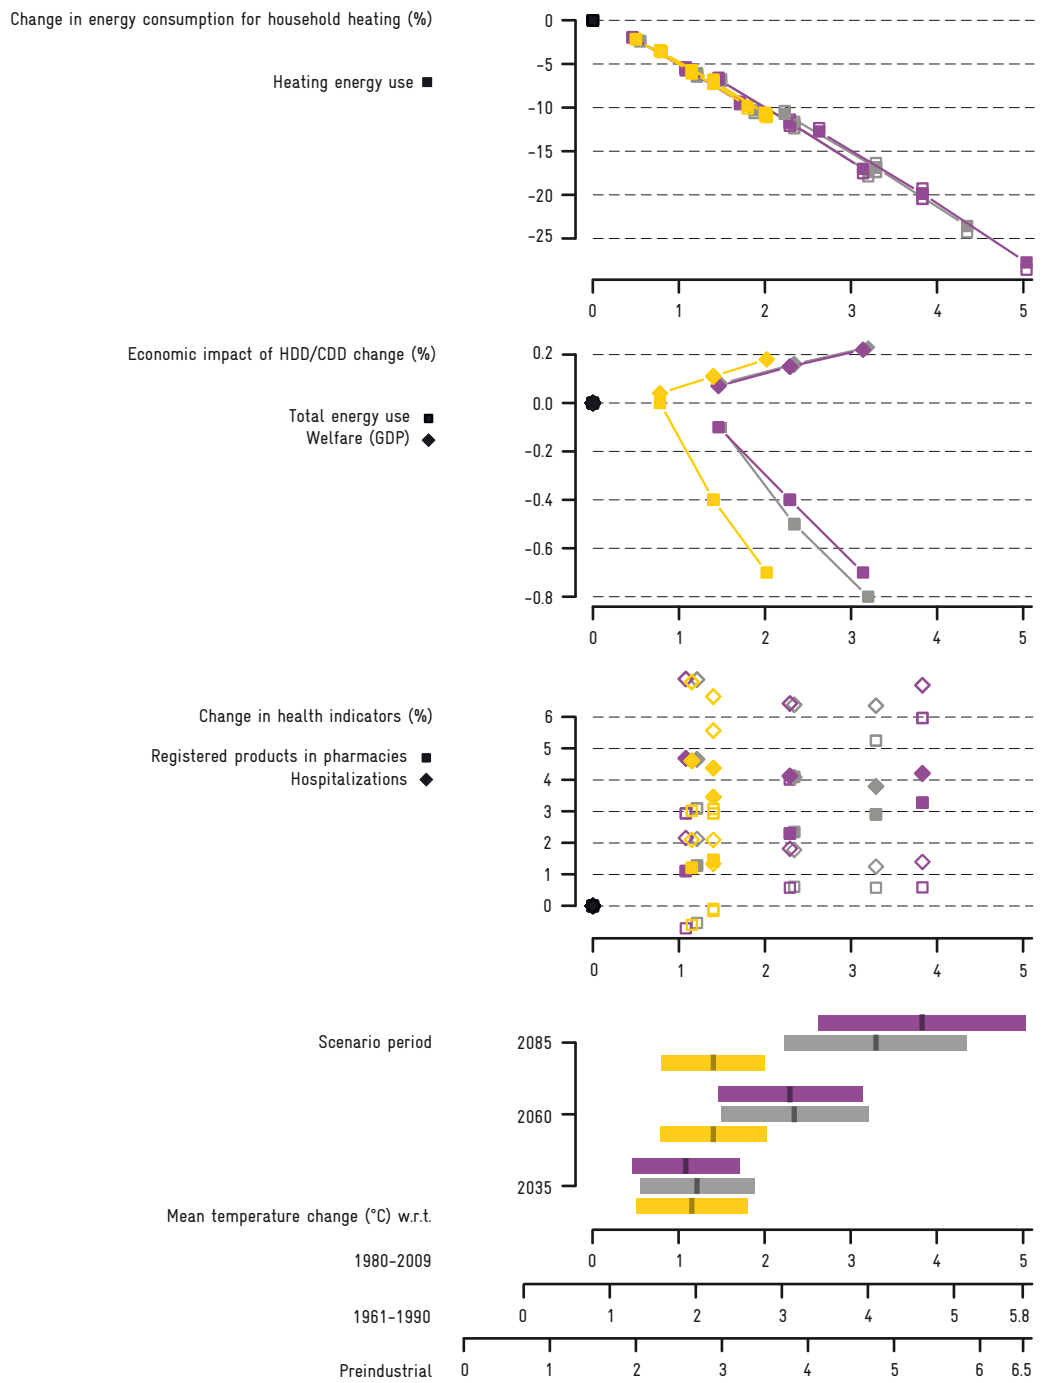 Change in energy consumption for household heating (%)
Heating energy use
0
-5
-10
-15
-20
-25
0 1 2 3 4 5
Economic impact of HDD/CDD change (%)
Total energy use
Welfare (GDP)
0.2
0.0
-0.2
-0.4
-0.6
-0.8
0 1 2 3 4 5
Change in health indicators (%)
Registered products in pharmacies
Hospitalizations
6
5
4
3
2
1
0
0 1 2 3 4 5
Scenario period
2085
2060
2035
Mean temperature change (°C) w.r.t.
1980-2009 0 1 2 3 4 5
1961-1990 0 1 2 3 4 5 5.8
Preindustrial 0 1 2 3 4 5 6 6.5